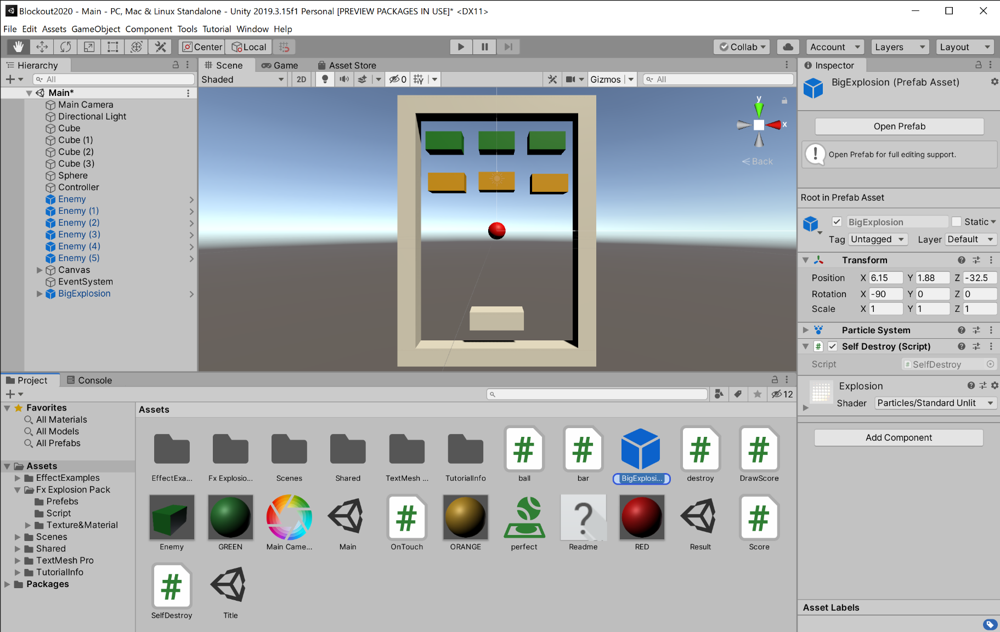 Blockout2020 - Main - PC, Mac & Linux Standalone - Unity 2019.3.15f1 Personal [PREVIEW PACKAGES IN USE]* <DX11>
File Edit Assets GameObject Component Tools Tutorial Window Help
Center Local Collab Account Layers Layout
Hierarchy
All
Main*
Main Camera
Directional Light
Cube
Cube (1)
Cube (2)
Cube (3)
Sphere
Controller
Enemy
Enemy (1)
Enemy (2)
Enemy (3)
Enemy (4)
Enemy (5)
Canvas
EventSystem
BigExplosion
Scene Game Asset Store
Shaded 2D 0 Gizmos All
y
x
Back
Inspector
BigExplosion (Prefab Asset)
Open Prefab
Open Prefab for full editing support.
Root in Prefab Asset
BigExplosion Static
Tag Untagged Layer Default
Transform
Position X 6.15 Y 1.88 Z -32.5
Rotation X -90 Y 0 Z 0
Scale X 1 Y 1 Z 1
Particle System
# Self Destroy (Script)
Script # SelfDestroy
Explosion
Shader Particles/Standard Unlit
Add Component
Asset Labels
Project Console
12
Favorites
All Materials
All Models
All Prefabs
Assets
EffectExamples
Fx Explosion Pack
Prefebs
Script
Texture&Material
Scenes
Shared
TextMesh Pro
TutorialInfo
Packages
Assets
EffectExa... Fx Explosio... Scenes Shared TextMesh ... TutorialInfo ball bar BigExplosi... destroy DrawScore
Enemy GREEN Main Came... Main OnTouch ORANGE perfect Readme RED Result Score
SelfDestroy Title